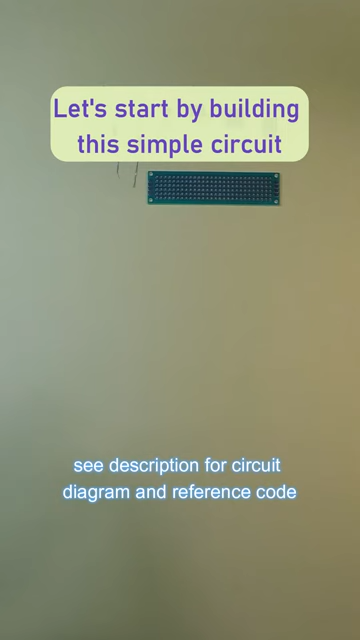 Let's start by building
this simple circuit
see description for circuit
diagram and reference code